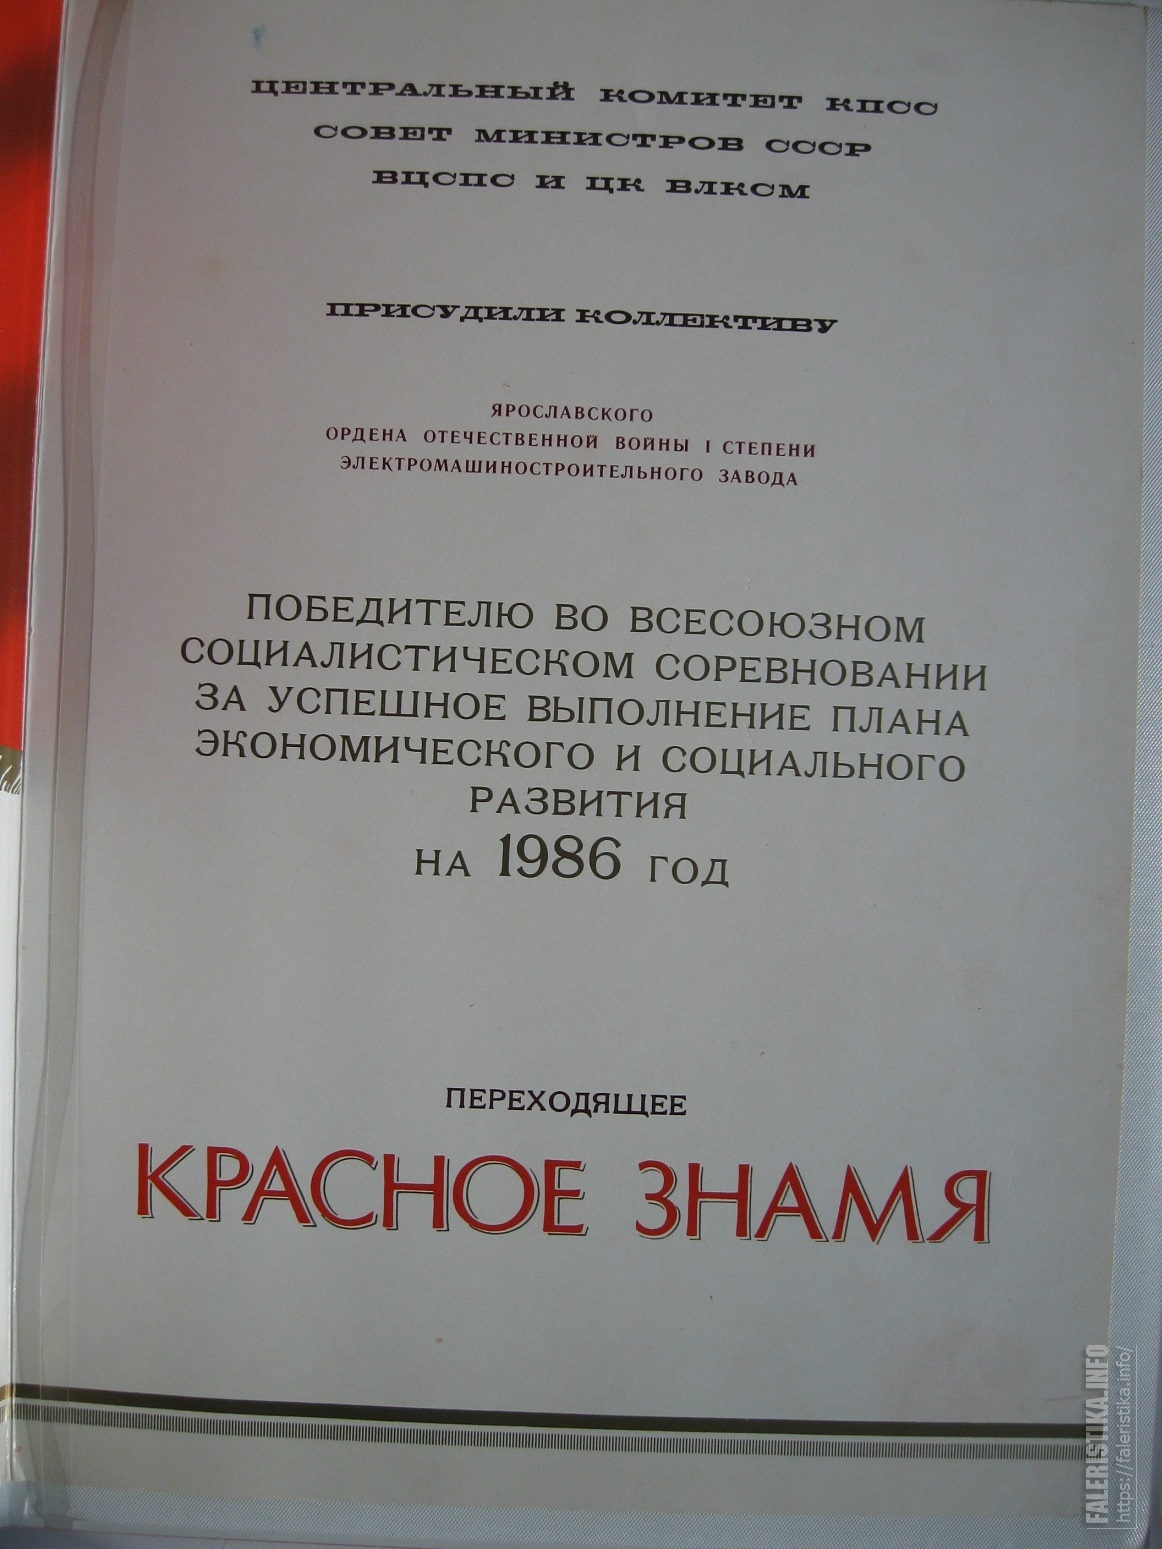 ЦЕНТРАЛЬНЫЙ КОМИТЕТ КПСС
СОВЕТ МИНИСТРОВ СССР
ВЦСПС И ЦК ВЛКСМ
ПРИСУДИЛИ КОЛЛЕКТИВУ
ЯРОСЛАВСКОГО
ОРДЕНА ОТЕЧЕСТВЕННОЙ ВОЙНЫ I СТЕПЕНИ
ЭЛЕКТРОМАШИНОСТРОИТЕЛЬНОГО ЗАВОДА
ПОБЕДИТЕЛЮ ВО ВСЕСОЮЗНОМ
СОЦИАЛИСТИЧЕСКОМ СОРЕВНОВАНИИ
ЗА УСПЕШНОЕ ВЫПОЛНЕНИЕ ПЛАНА
ЭКОНОМИЧЕСКОГО И СОЦИАЛЬНОГО
РАЗВИТИЯ
НА 1986 ГОД
ПЕРЕХОДЯЩЕЕ
КРАСНОЕ ЗНАМЯ
FALERISTIKA.INFO
https://faleristika.info/